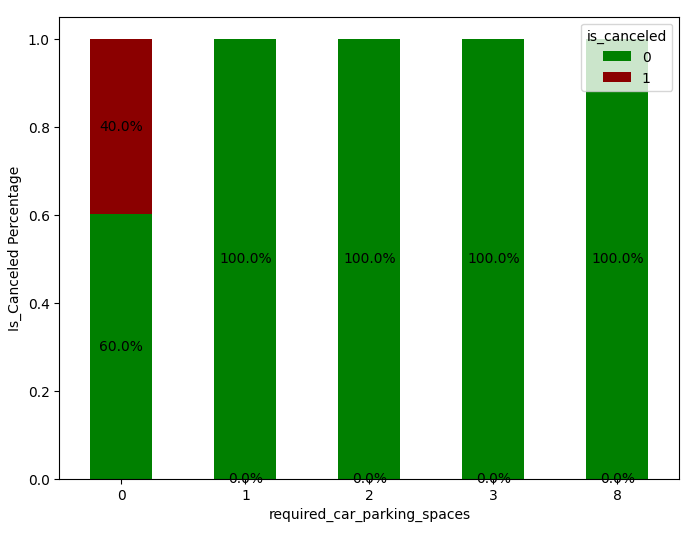 is_canceled
0
1
1.0
0.8
0.6
0.4
0.2
0.0
Is_Canceled Percentage
40.0%
60.0%
100.0% 100.0% 100.0% 100.0%
0.0% 0.0% 0.0% 0.0%
0 1 2 3 8
required_car_parking_spaces